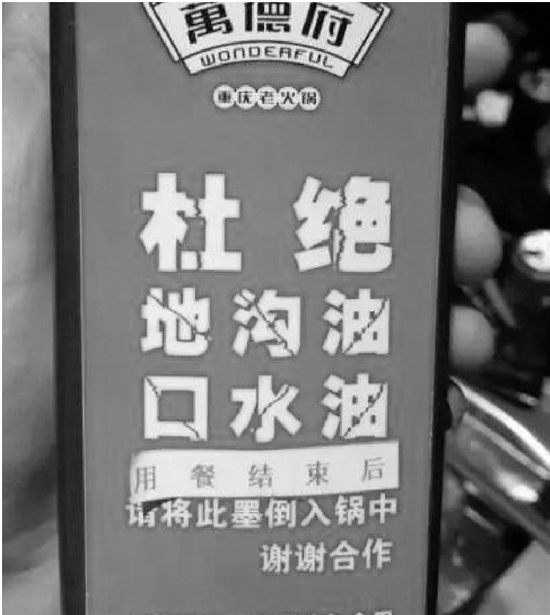 萬德府
WONDERFUL
重庆老火锅
杜绝
地沟油
口水油
用餐结束后
请将此墨倒入锅中
谢谢合作